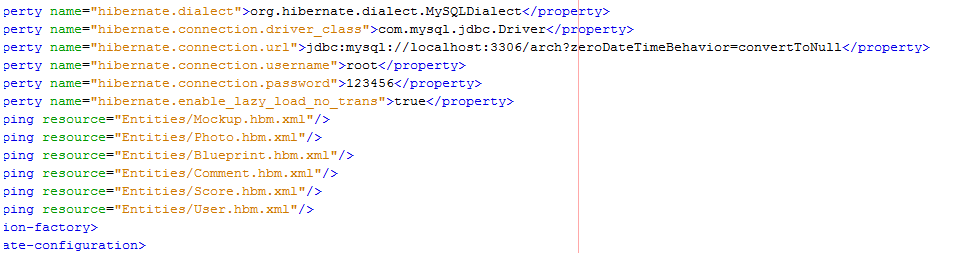 perty name="hibernate.dialect">org.hibernate.dialect.MySQLDialect</property>
perty name="hibernate.connection.driver_class">com.mysql.jdbc.Driver</property>
perty name="hibernate.connection.url">jdbc:mysql://localhost:3306/arch?zeroDateTimeBehavior=convertToNull</property>
perty name="hibernate.connection.username">root</property>
perty name="hibernate.connection.password">123456</property>
perty name="hibernate.enable_lazy_load_no_trans">true</property>
ping resource="Entities/Mockup.hbm.xml"/>
ping resource="Entities/Photo.hbm.xml"/>
ping resource="Entities/Blueprint.hbm.xml"/>
ping resource="Entities/Comment.hbm.xml"/>
ping resource="Entities/Score.hbm.xml"/>
ping resource="Entities/User.hbm.xml"/>
ion-factory>
ate-configuration>